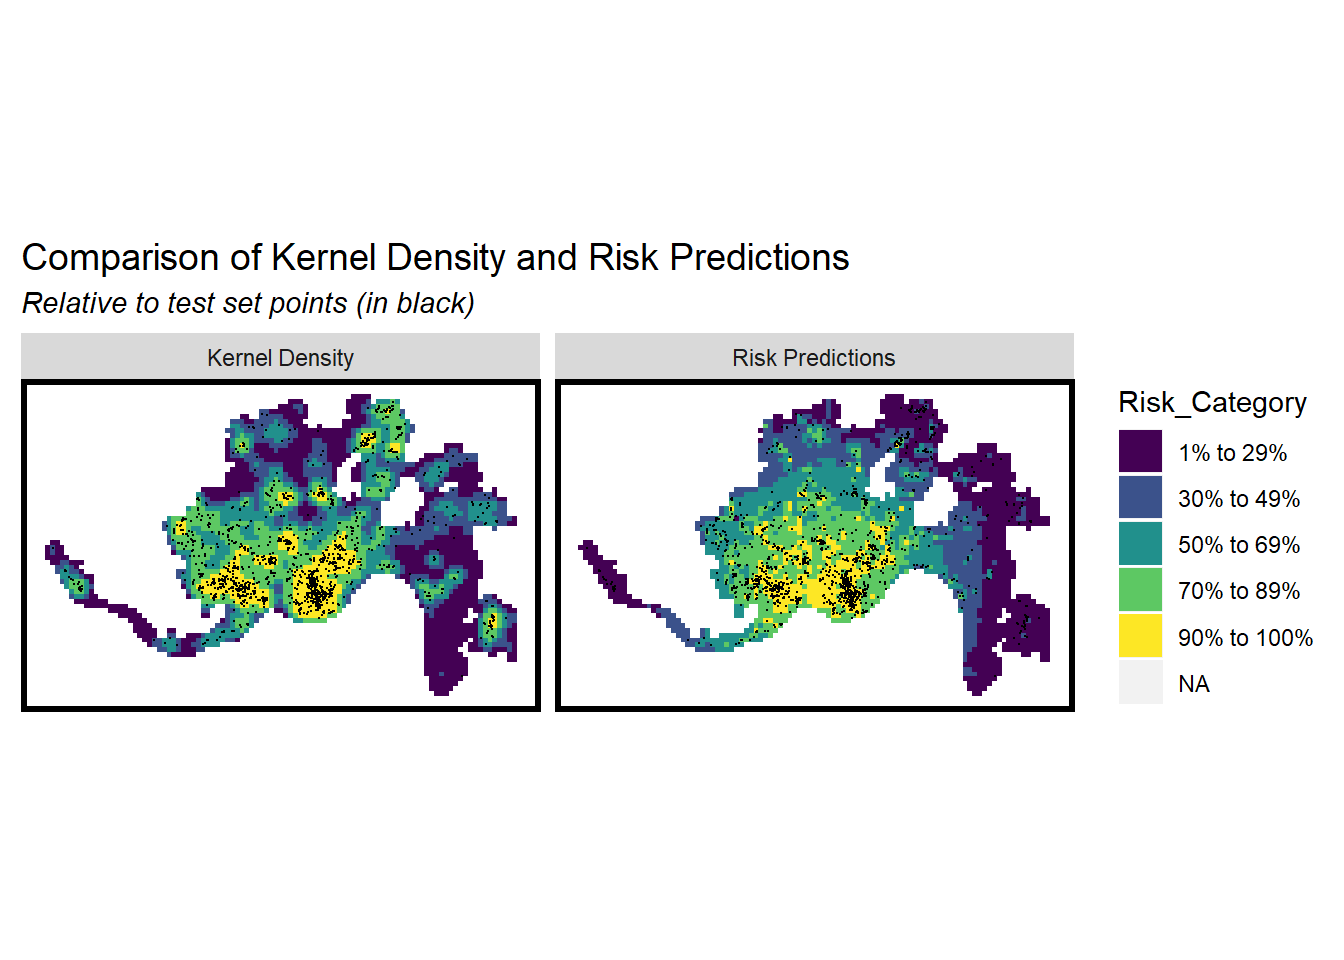 Comparison of Kernel Density and Risk Predictions
Relative to test set points (in black)
Kernel Density
Risk Predictions
Risk_Category
1% to 29%
30% to 49%
50% to 69%
70% to 89%
90% to 100%
NA